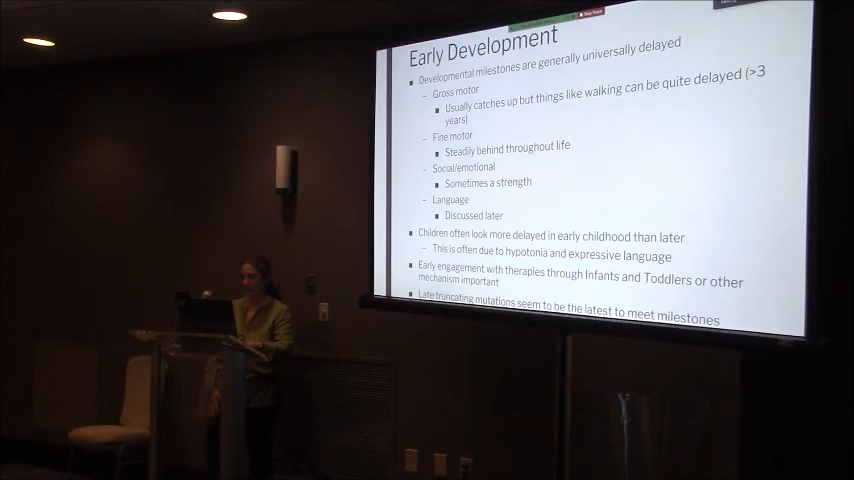 Early Development
Developmental milestones are generally universally delayed
– Gross motor
Usually catches up but things like walking can be quite delayed (>3
years)
– Fine motor
Steadily behind throughout life
– Social/emotional
Sometimes a strength
– Language
Discussed later
Children often look more delayed in early childhood than later
– This is often due to hypotonia and expressive language
Early engagement with therapies through Infants and Toddlers or other
mechanism important
Late truncating mutations seem to be the latest to meet milestones